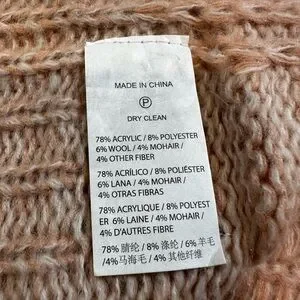 MADE IN CHINA
P
DRY CLEAN
78% ACRYLIC / 8% POLYESTER
6% WOOL / 4% MOHAIR /
4% OTHER FIBER
78% ACRÍLICO / 8% POLIÉSTER
6% LANA / 4% MOHAIR /
4% OTRAS FIBRAS
78% ACRYLIQUE / 8% POLYEST
ER 6% LAINE / 4% MOHAIR /
4% D'AUTRES FIBRE
78% 腈纶 / 8% 涤纶 / 6% 羊毛
/4% 马海毛 / 4% 其他纤维